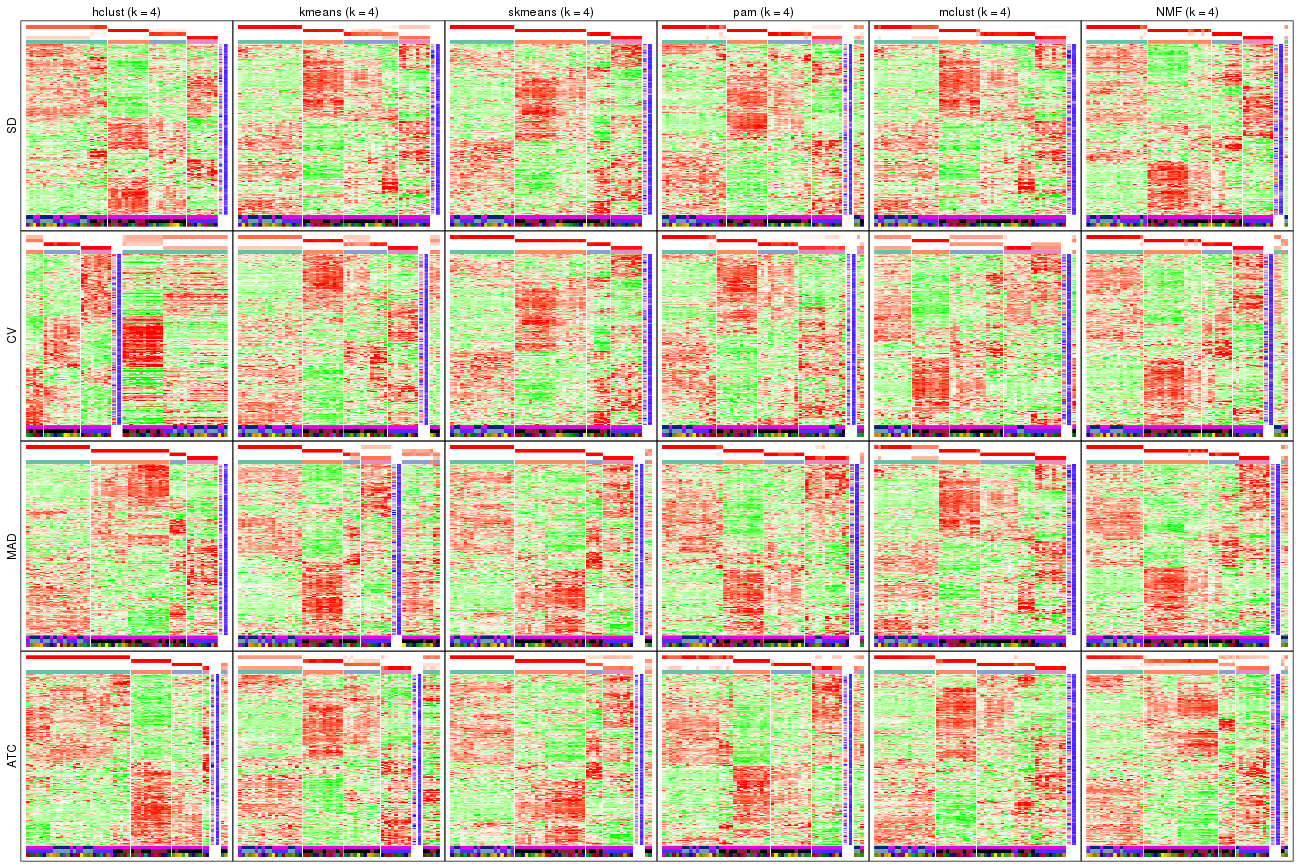 hclust (k = 4) kmeans (k = 4) skmeans (k = 4) pam (k = 4) mclust (k = 4) NMF (k = 4)
SD
CV
MAD
ATC